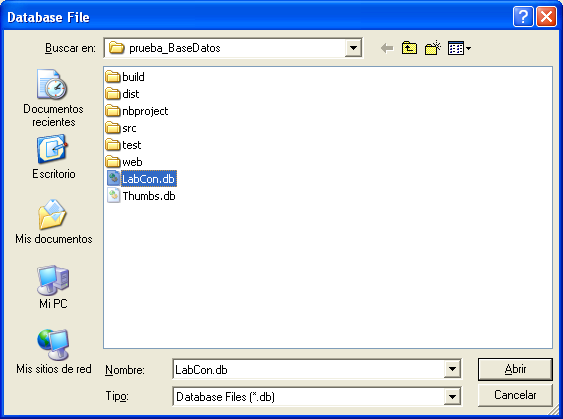 Database File
Buscar en:
prueba_BaseDatos
Documentos
recientes
Escritorio
Mis documentos
Mi PC
Mis sitios de red
build
dist
nbproject
src
test
web
LabCon.db
Thumbs.db
Nombre:
LabCon.db
Abrir
Tipo:
Database Files (*.db)
Cancelar